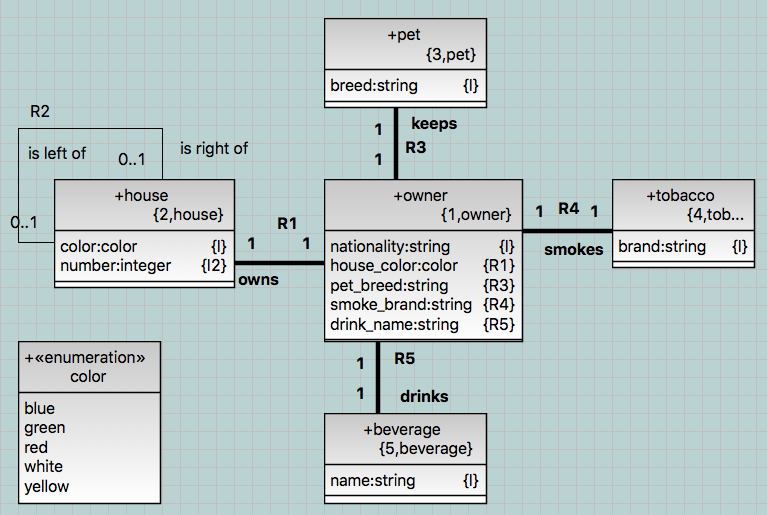 +pet
{3,pet}
breed:string {I}
keeps
1
R3
1
R2
is left of
0..1
is right of
0..1
+house
{2,house}
color:color {I}
number:integer {I2}
R1
1
1
owns
+owner
{1,owner}
nationality:string {I}
house_color:color {R1}
pet_breed:string {R3}
smoke_brand:string {R4}
drink_name:string {R5}
1 R4 1
smokes
+tobacco
{4,tob...
brand:string {I}
+«enumeration»
color
blue
green
red
white
yellow
1
R5
1
drinks
+beverage
{5,beverage}
name:string {I}